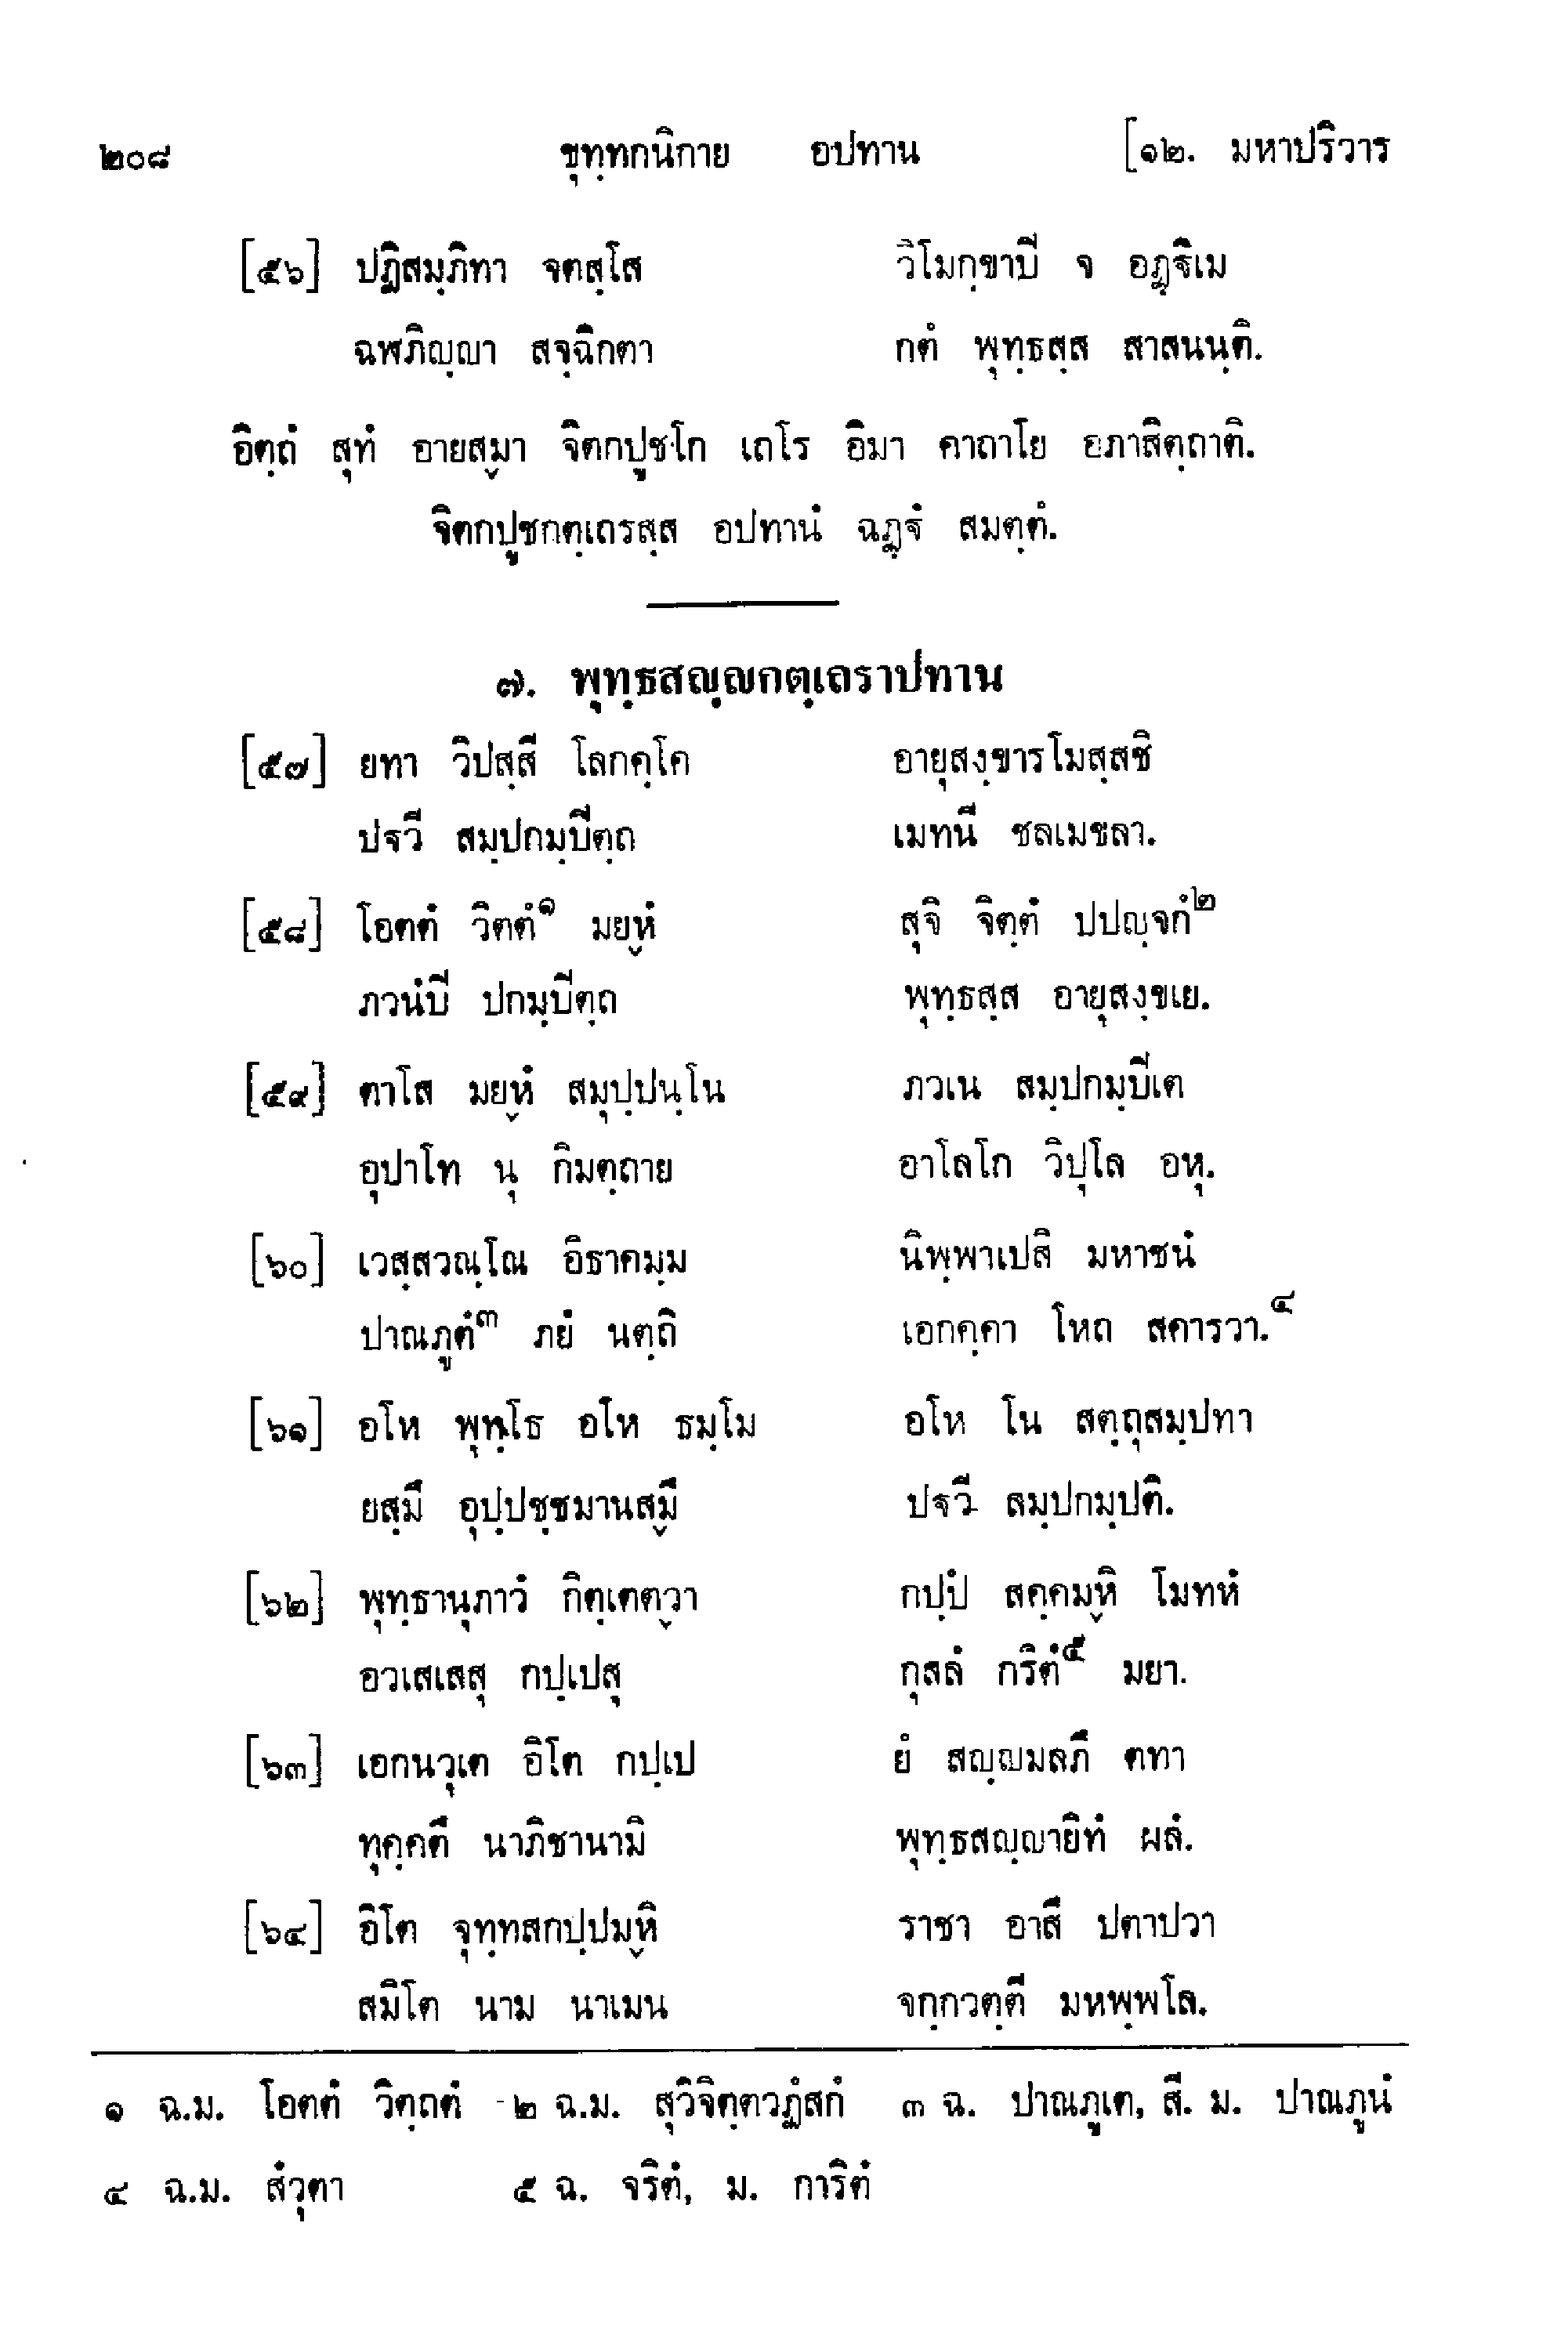 ๒๐๘ ขุทฺทกนิกาย อปทาน [๑๒. มหาปริวาร
[๕๖] ปฏิสมฺภิทา จตสฺโส วิโมกฺขาปี จ อฏฺฐิเม
ฉฬภิญฺญา สจฺฉิกตา กตํ พุทฺธสฺส สาสนนฺติ.
อิตฺถํ สุทํ อายสฺมา จิตกปูชโก เถโร อิมา คาถาโย อภาสิตฺถาติ.
จิตกปูชกตฺเถรสฺส อปทานํ ฉฏฺฐํ สมตฺตํ.
๗. พุทฺธสญฺญกตฺเถราปทาน
[๕๗] ยทา วิปสฺสี โลกคฺโค อายุสงฺขารโมสฺสชิ
ปฐวี สมฺปกมฺปิตฺถ เมทนี ชลเมขลา.
[๕๘] โอตตํ วิตตํ๑ มยฺหํ สุจิ จิตฺตํ ปปญฺจกํ๒
ภวนํปิ ปกมฺปิตฺถ พุทฺธสฺส อายุสงฺขเย.
[๕๙] ตาโส มยฺหํ สมุปฺปนฺโน ภวเน สมฺปกมฺปิเต
อุปาโท นุ กิมตฺถาย อาโลโก วิปุโล อหุ.
[๖๐] เวสฺสวณฺโณ อิธาคมฺม นิพฺพาเปสิ มหาชนํ
ปาณภูตํ๓ ภยํ นตฺถิ เอกคฺคา โหถ สคารวา.๔
[๖๑] อโห พุทฺโธ อโห ธมฺโม อโห โน สตฺถุสมฺปทา
ยสฺมึ อุปฺปชฺชมานสฺมึ ปฐวี สมฺปกมฺปติ.
[๖๒] พุทฺธานุภาวํ กิตฺเตตฺวา กปฺปํ สคฺคมฺหิ โมทหํ
อวเสเสสุ กปฺเปสุ กุสลํ กริตํ๕ มยา.
[๖๓] เอกนวุเต อิโต กปฺเป ยํ สญฺญมลภึ ตทา
ทุคฺคตึ นาภิชานามิ พุทฺธสญฺญายิทํ ผลํ.
[๖๔] อิโต จุทฺทสกปฺปมฺหิ ราชา อาสึ ปตาปวา
สมิโต นาม นาเมน จกฺกวตฺตี มหพฺพโล.
๑ ฉ.ม. โอตตํ วิตฺถตํ ๒ ฉ.ม. สุวิจิตฺตวฏํสกํ ๓ ฉ. ปาณภูเต, สี. ม. ปาณภูนํ
๔ ฉ.ม. สํวุตา ๕ ฉ. จริตํ, ม. การิตํ